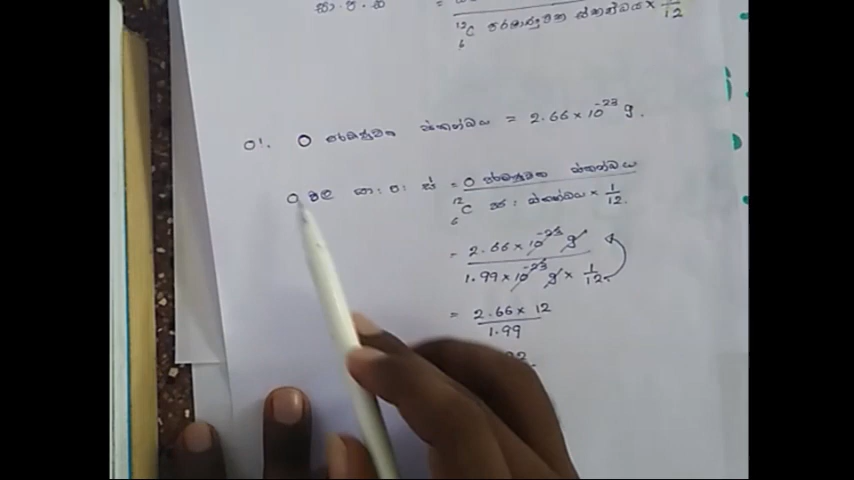 සා.ප.ස් =
¹²₆C පරමාණුවක ස්කන්ධය × 1/12
01. O පරමාණුවක ස්කන්ධය = 2.66 × 10⁻²³ g.
O වල සා: ප: ස් = O පරමාණුවක ස්කන්ධය
¹²₆C පර: ස්කන්ධය × 1/12.
= 2.66 × 10⁻²³ g
1.99 × 10⁻²³ g × 1/12
= 2.66 × 12
1.99